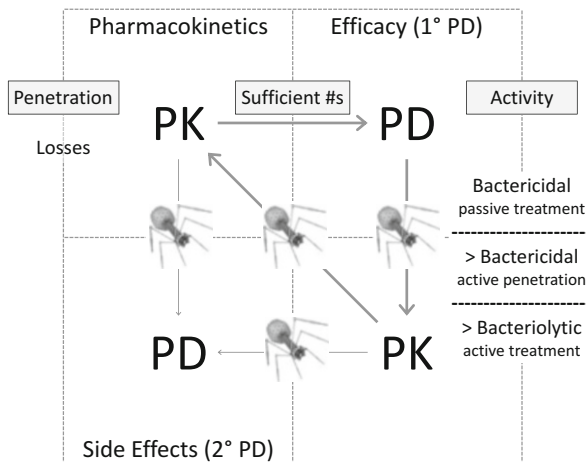 Pharmacokinetics
Efficacy (1° PD)
Penetration
Sufficient #s
Activity
PK
PD
Losses
Bactericidal
passive treatment
> Bactericidal
active penetration
> Bacteriolytic
active treatment
PD
PK
Side Effects (2° PD)